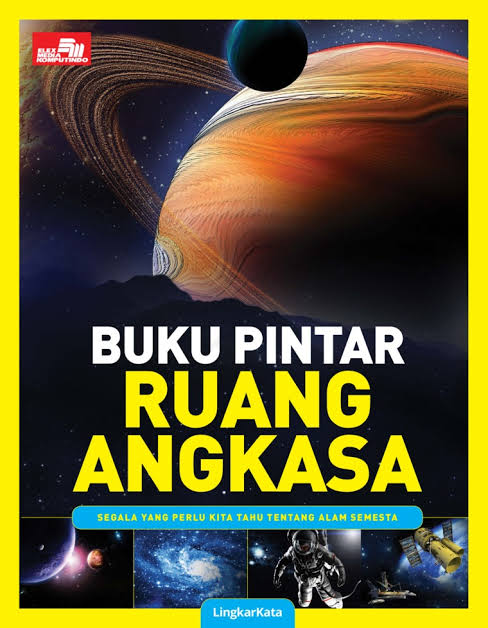 ELEX
MEDIA
KOMPUTINDO
BUKU PINTAR
RUANG
ANGKASA
SEGALA YANG PERLU KITA TAHU TENTANG ALAM SEMESTA
LingkarKata